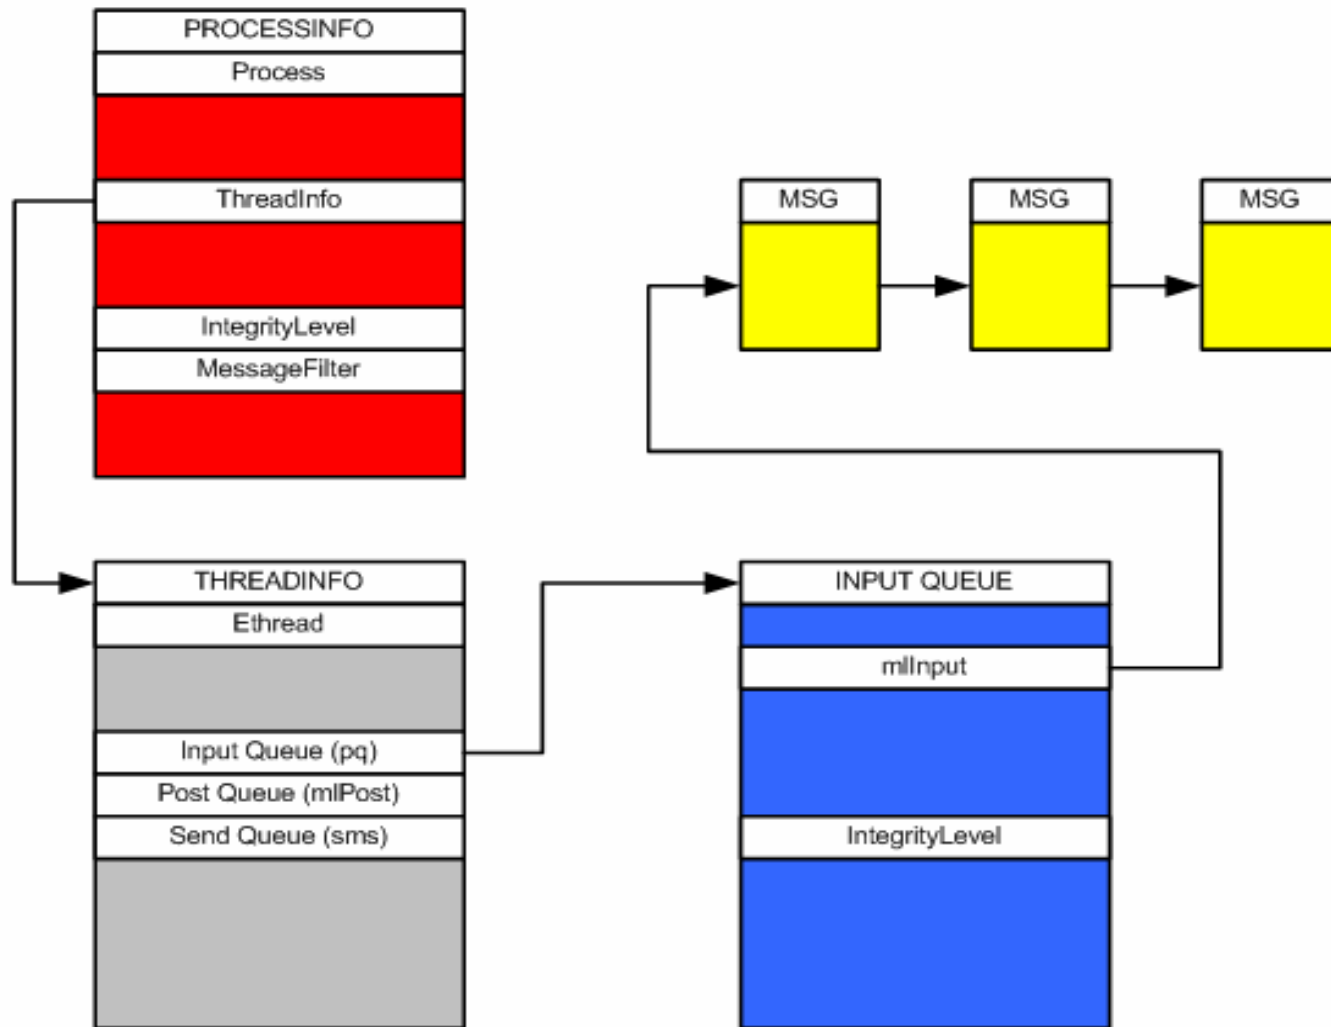 PROCESSINFO
Process
ThreadInfo
IntegrityLevel
MessageFilter
MSG
MSG
MSG
THREADINFO
Ethread
Input Queue (pq)
Post Queue (mlPost)
Send Queue (sms)
INPUT QUEUE
mlInput
IntegrityLevel